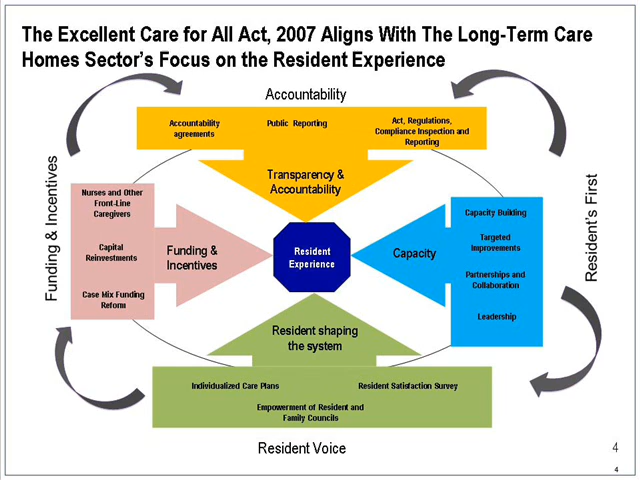 The Excellent Care for All Act, 2007 Aligns With The Long-Term Care
Homes Sector's Focus on the Resident Experience
Accountability
Accountability
agreements
Public Reporting
Act, Regulations,
Compliance Inspection and
Reporting
Transparency &
Accountability
Funding & Incentives
Nurses and Other
Front-Line
Caregivers
Capital
Reinvestments
Case Mix Funding
Reform
Funding &
Incentives
Resident
Experience
Capacity
Capacity Building
Targeted
Improvements
Partnerships and
Collaboration
Leadership
Resident's First
Resident shaping
the system
Individualized Care Plans
Resident Satisfaction Survey
Empowerment of Resident and
Family Councils
Resident Voice
4
4